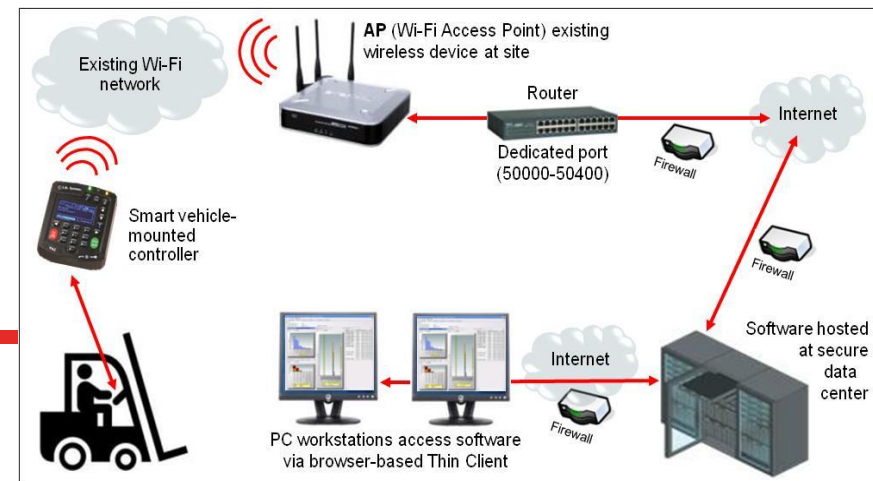 Existing Wi-Fi
network
AP (Wi-Fi Access Point) existing
wireless device at site
Router
Dedicated port
(50000-50400)
Firewall
Internet
Smart vehicle-
mounted
controller
Firewall
Internet
Firewall
Software hosted
at secure
data
center
PC workstations access software
via browser-based Thin Client